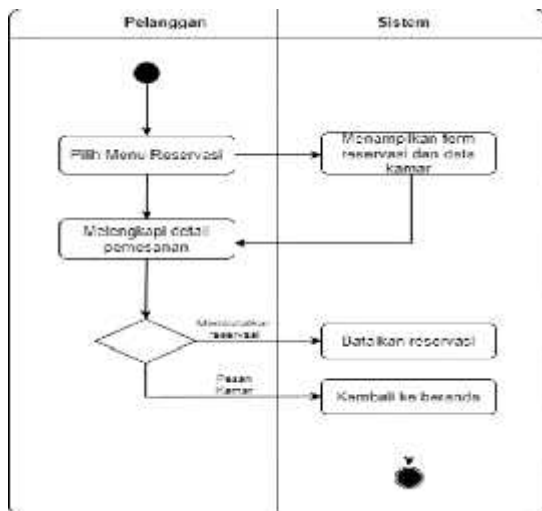 Pelanggan
Sistem
Pilih Menu Reservasi
Menampilkan form
reservasi dan data
kamar
Melengkapi detail
pemesanan
Membatalkan
reservasi
Batalkan reservasi
Pesan
Kamar
Kembali ke beranda